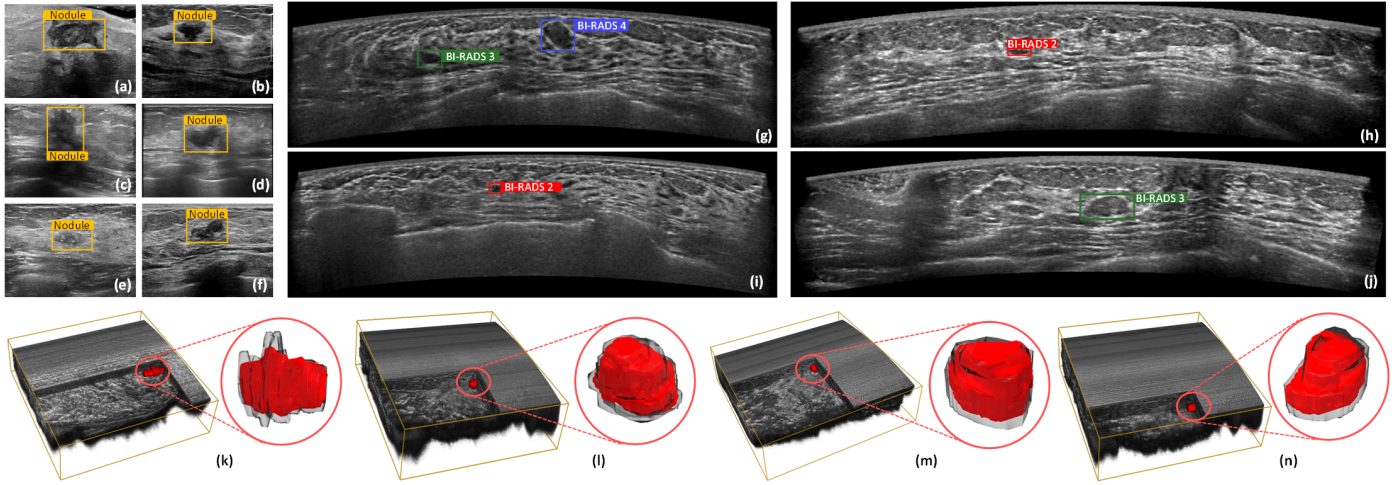 Nodule
(a)
Nodule
(b)
Nodule
(c)
Nodule
(d)
Nodule
(e)
Nodule
(f)
BI-RADS 4
BI-RADS 3
(g)
BI-RADS 2
(h)
BI-RADS 2
(i)
BI-RADS 3
(j)
(k)
(l)
(m)
(n)